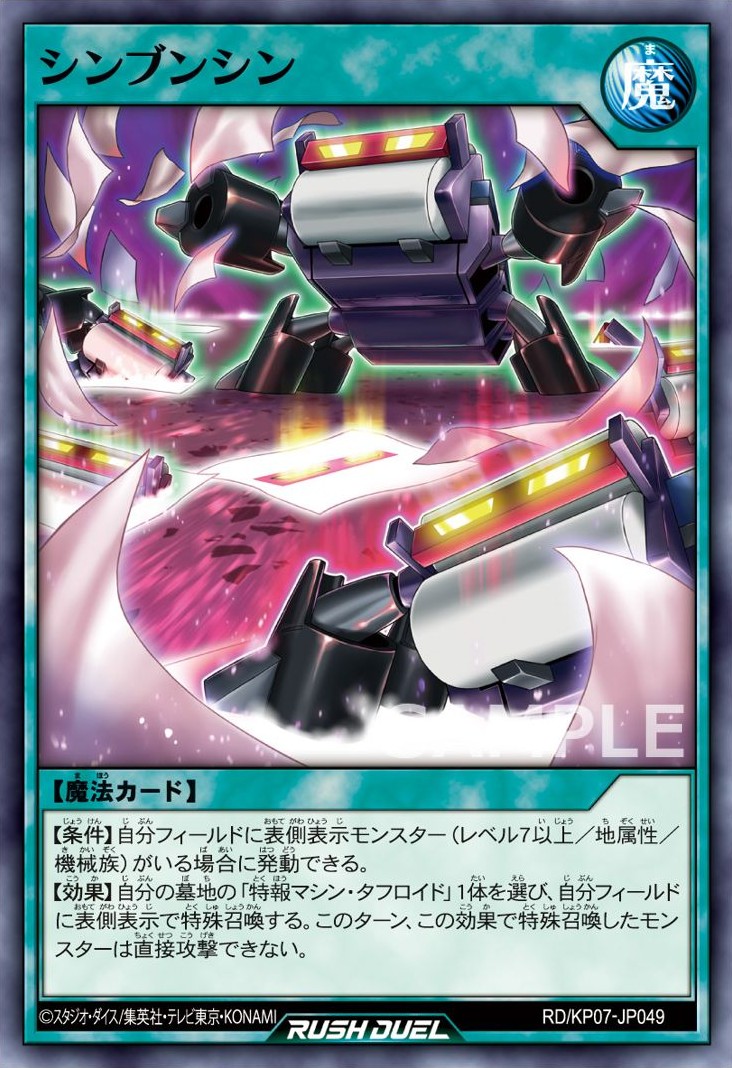 シンブンシン
ま
魔
SAMPLE
【魔法カード】
【条件】自分フィールドに表側表示モンスター（レベル7以上／地属性／
機械族）がいる場合に発動できる。
【効果】自分の墓地の「特報マシン・タフロイド」1体を選び、自分フィールド
に表側表示で特殊召喚する。このターン、この効果で特殊召喚したモン
スターは直接攻撃できない。
©スタジオ・ダイス/集英社・テレビ東京・KONAMI
RUSH DUEL
RD/KP07-JP049